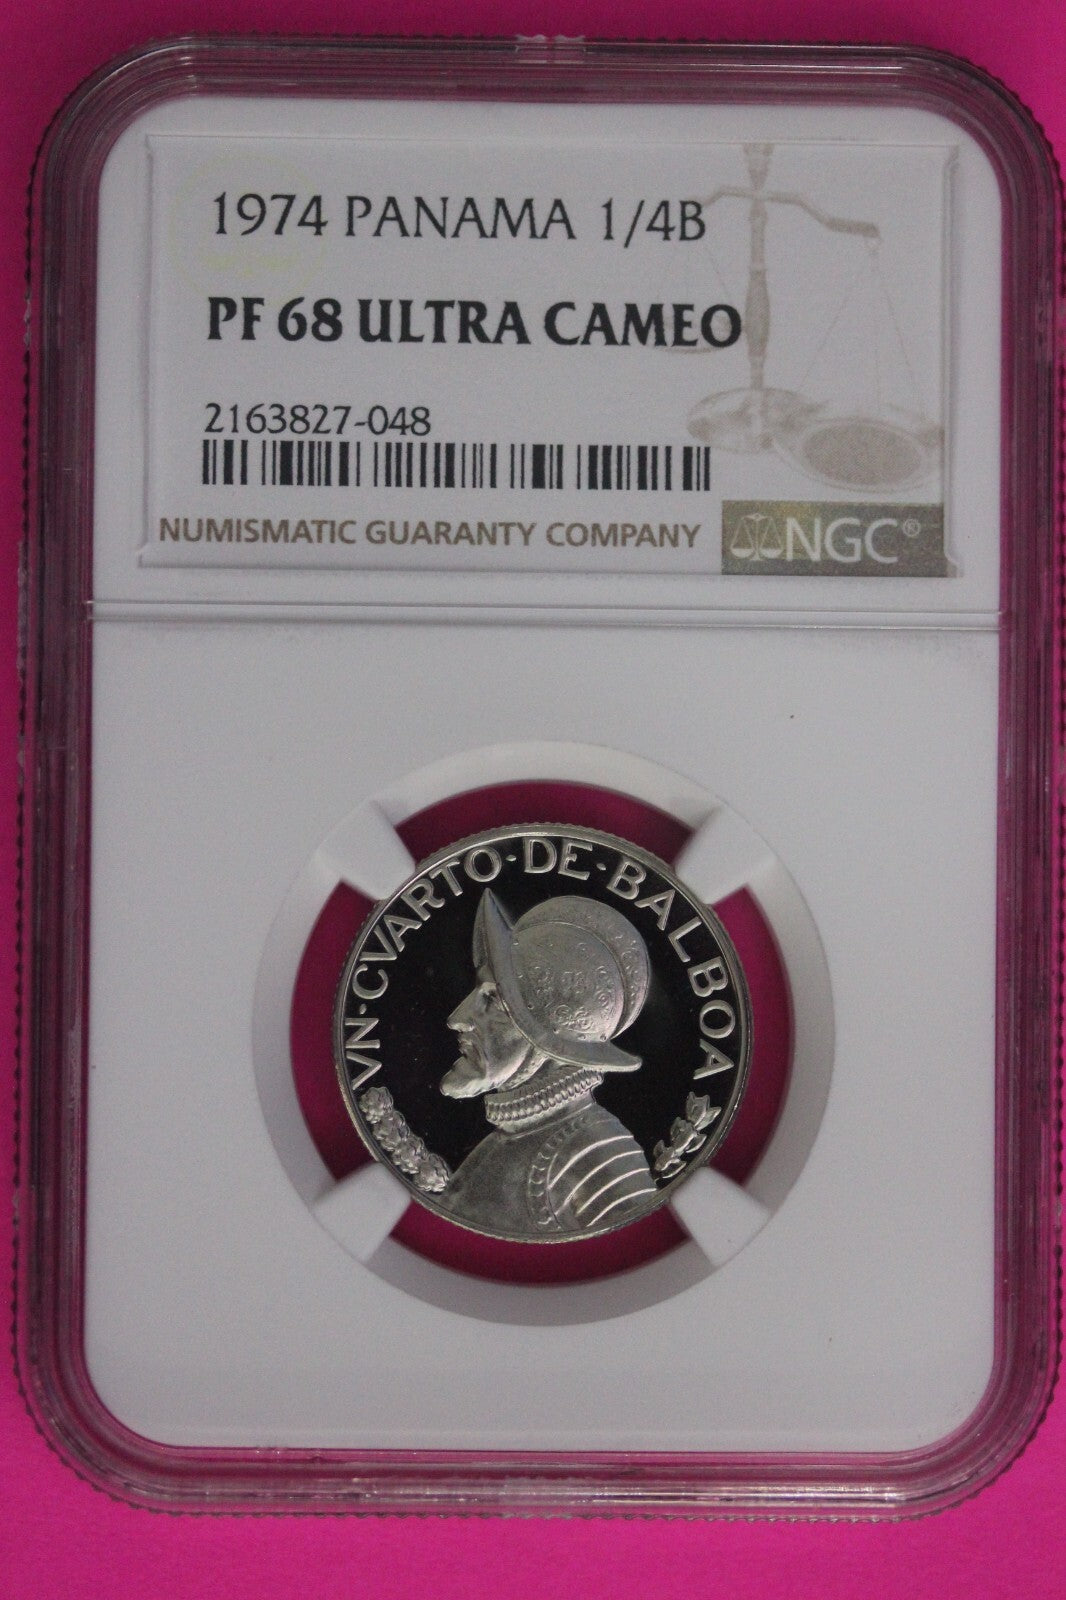 1974 PANAMA 1/4B
PF 68 ULTRA CAMEO
2163827-048
NUMISMATIC GUARANTY COMPANY
NGC®
VN·CVARTO·DE·BALBOA